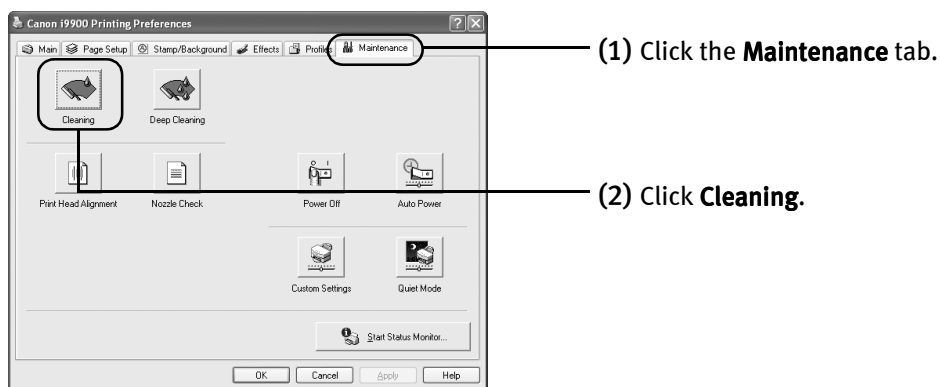 Canon i9900 Printing Preferences
Main Page Setup Stamp/Background Effects Profiles Maintenance
(1) Click the Maintenance tab.
Cleaning Deep Cleaning
Print Head Alignment Nozzle Check Power Off Auto Power
(2) Click Cleaning.
Custom Settings Quiet Mode
Start Status Monitor...
OK Cancel Apply Help